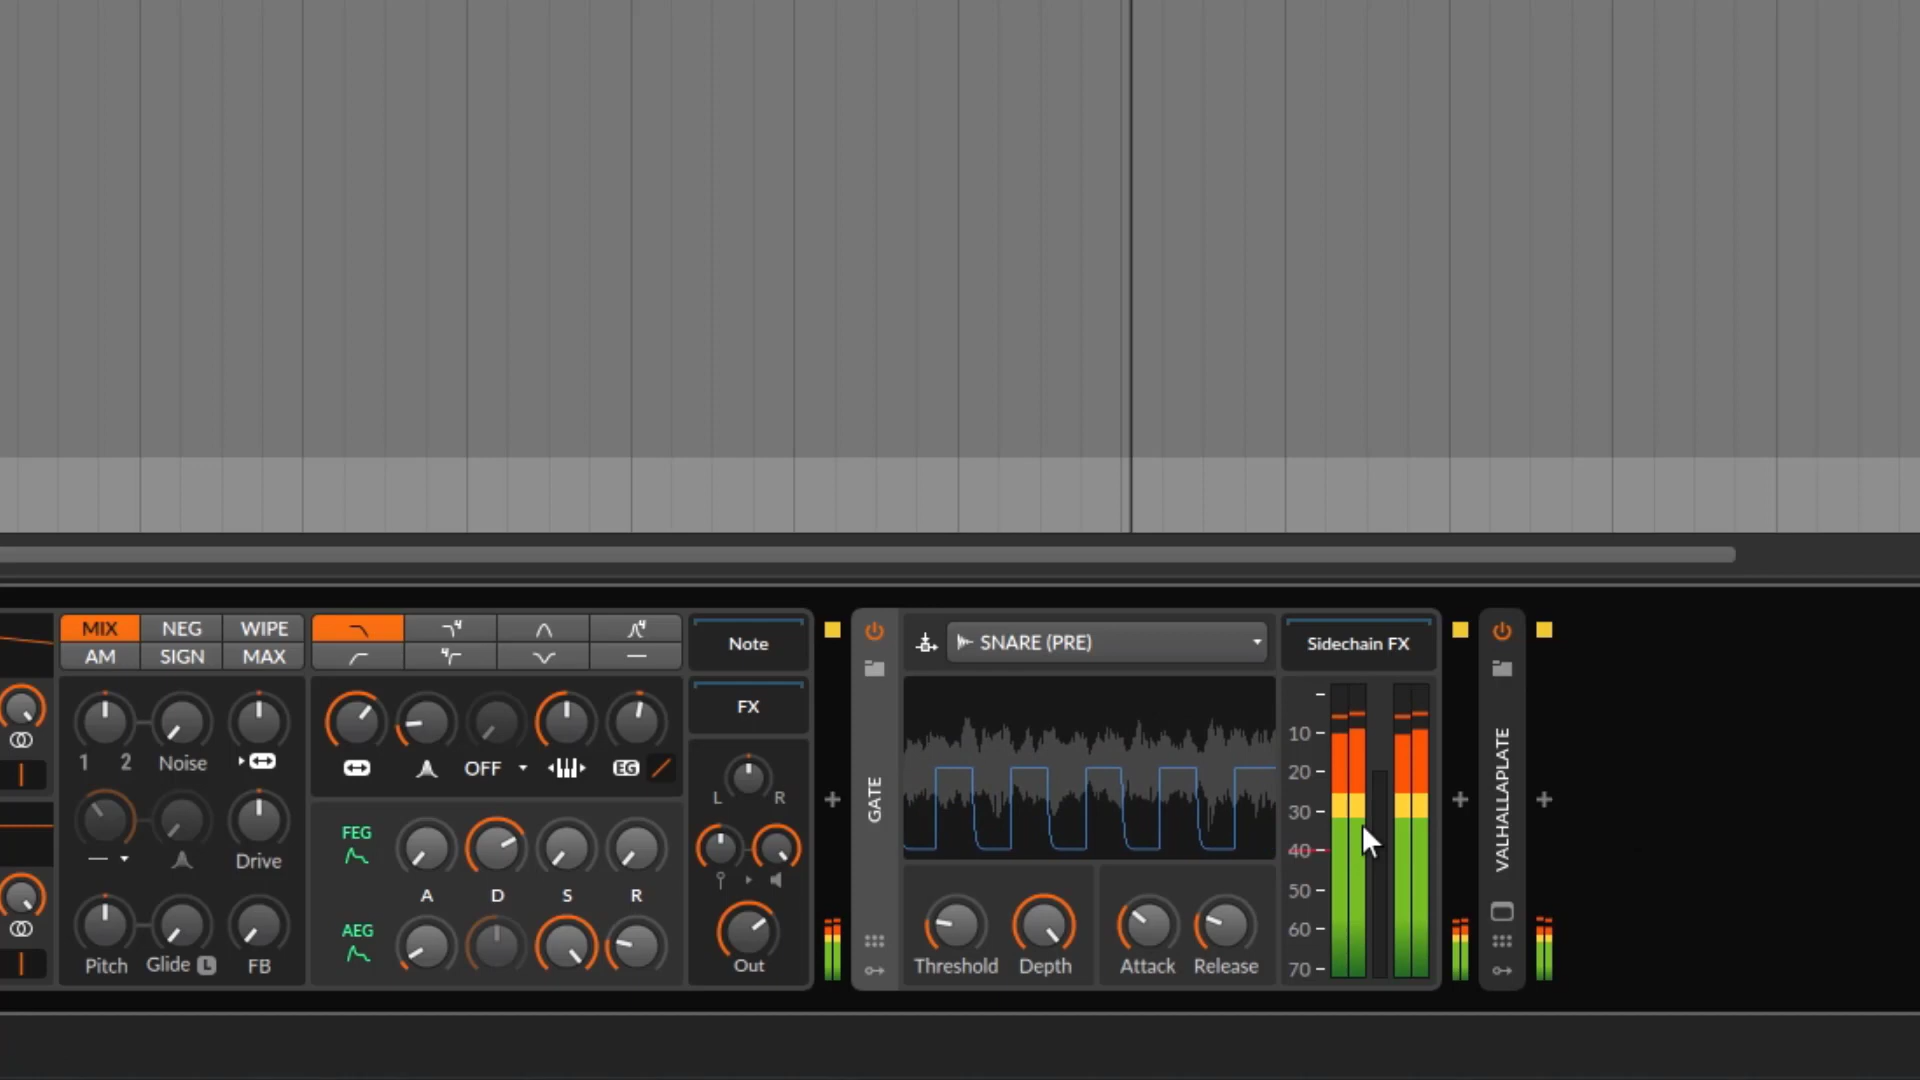 MIX NEG WIPE
AM SIGN MAX
1 2 Noise
Drive
Pitch Glide L FB
OFF EG
FEG
A D S R
AEG
Note
FX
L R
Out
GATE
SNARE (PRE)
Threshold Depth Attack Release
Sidechain FX
10
20
30
40
50
60
70
VALHALLAPLATE